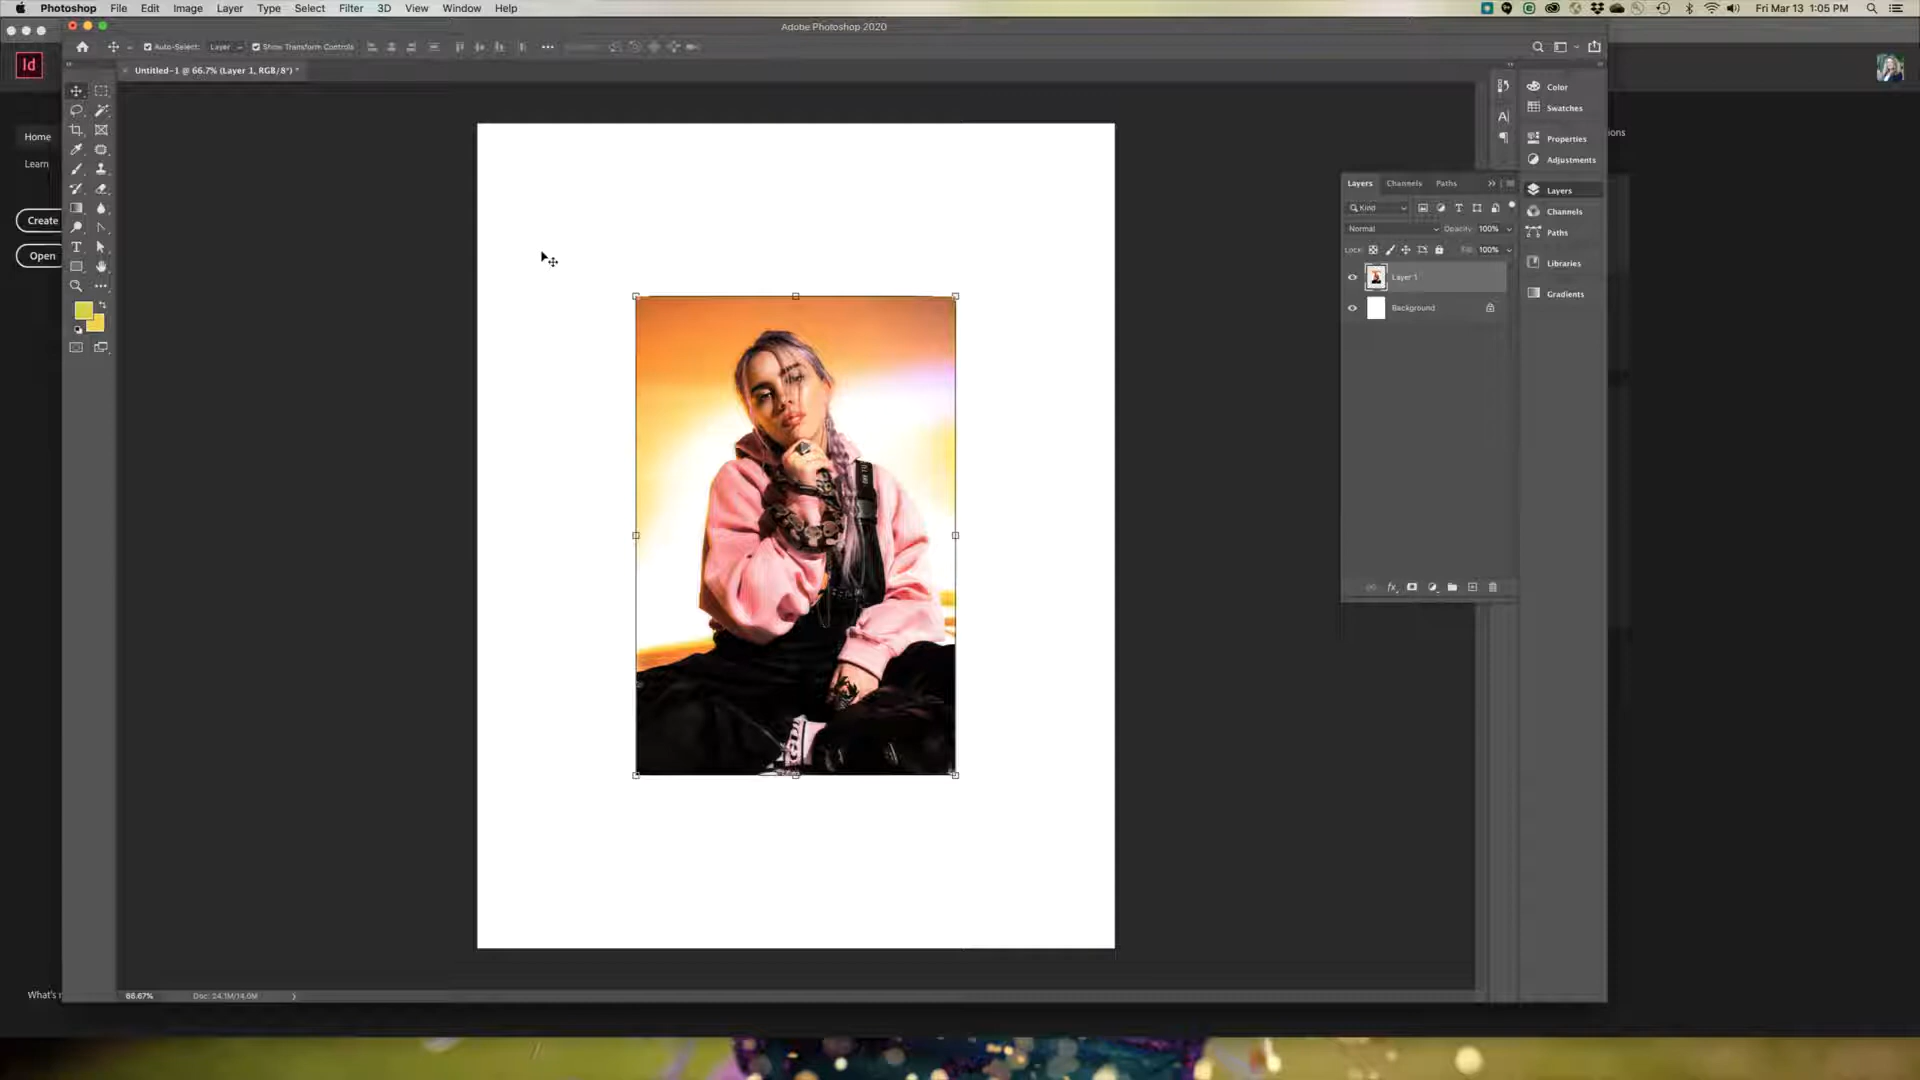 Photoshop File Edit Image Layer Type Select Filter 3D View Window Help
Fri Mar 13 1:05 PM
Adobe Photoshop 2020
Auto-Select: Layer Show Transform Controls
Id
Untitled-1 @ 66.7% (Layer 1, RGB/8*) *
Home
Learn
Create
Open
Color
Swatches
Properties
Adjustments
Layers
Channels
Paths
Libraries
Gradients
Layers Channels Paths
Kind
Normal Opacity: 100%
Lock: Fill: 100%
Layer 1
Background
What's
66.67% Doc: 24.1M/14.0M